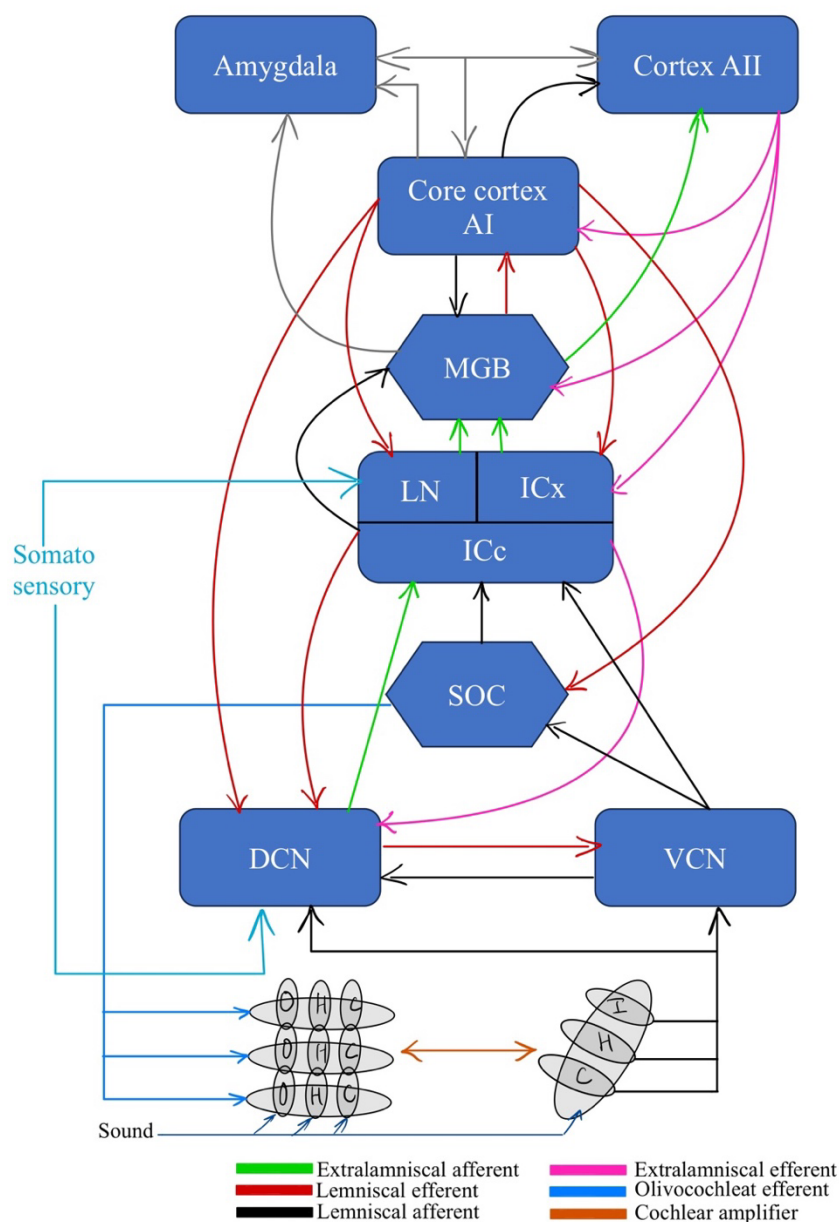 Amygdala
Cortex AII
Core cortex
AI
MGB
LN
ICx
ICc
Somato
sensory
SOC
DCN
VCN
O H C
O H C
O H C
I
H
C
Sound
Extralamniscal afferent
Extralamniscal efferent
Lemniscal efferent
Olivocochleat efferent
Lemniscal afferent
Cochlear amplifier